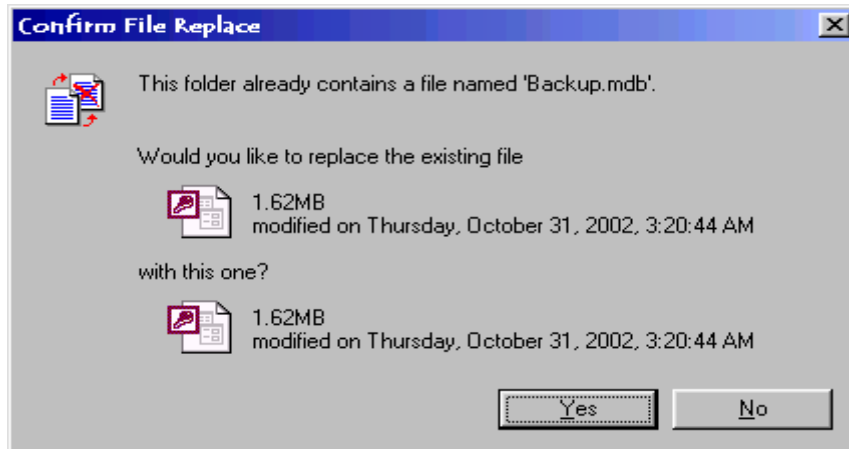 Confirm File Replace
This folder already contains a file named 'Backup.mdb'.
Would you like to replace the existing file
1.62MB
modified on Thursday, October 31, 2002, 3:20:44 AM
with this one?
1.62MB
modified on Thursday, October 31, 2002, 3:20:44 AM
Yes No